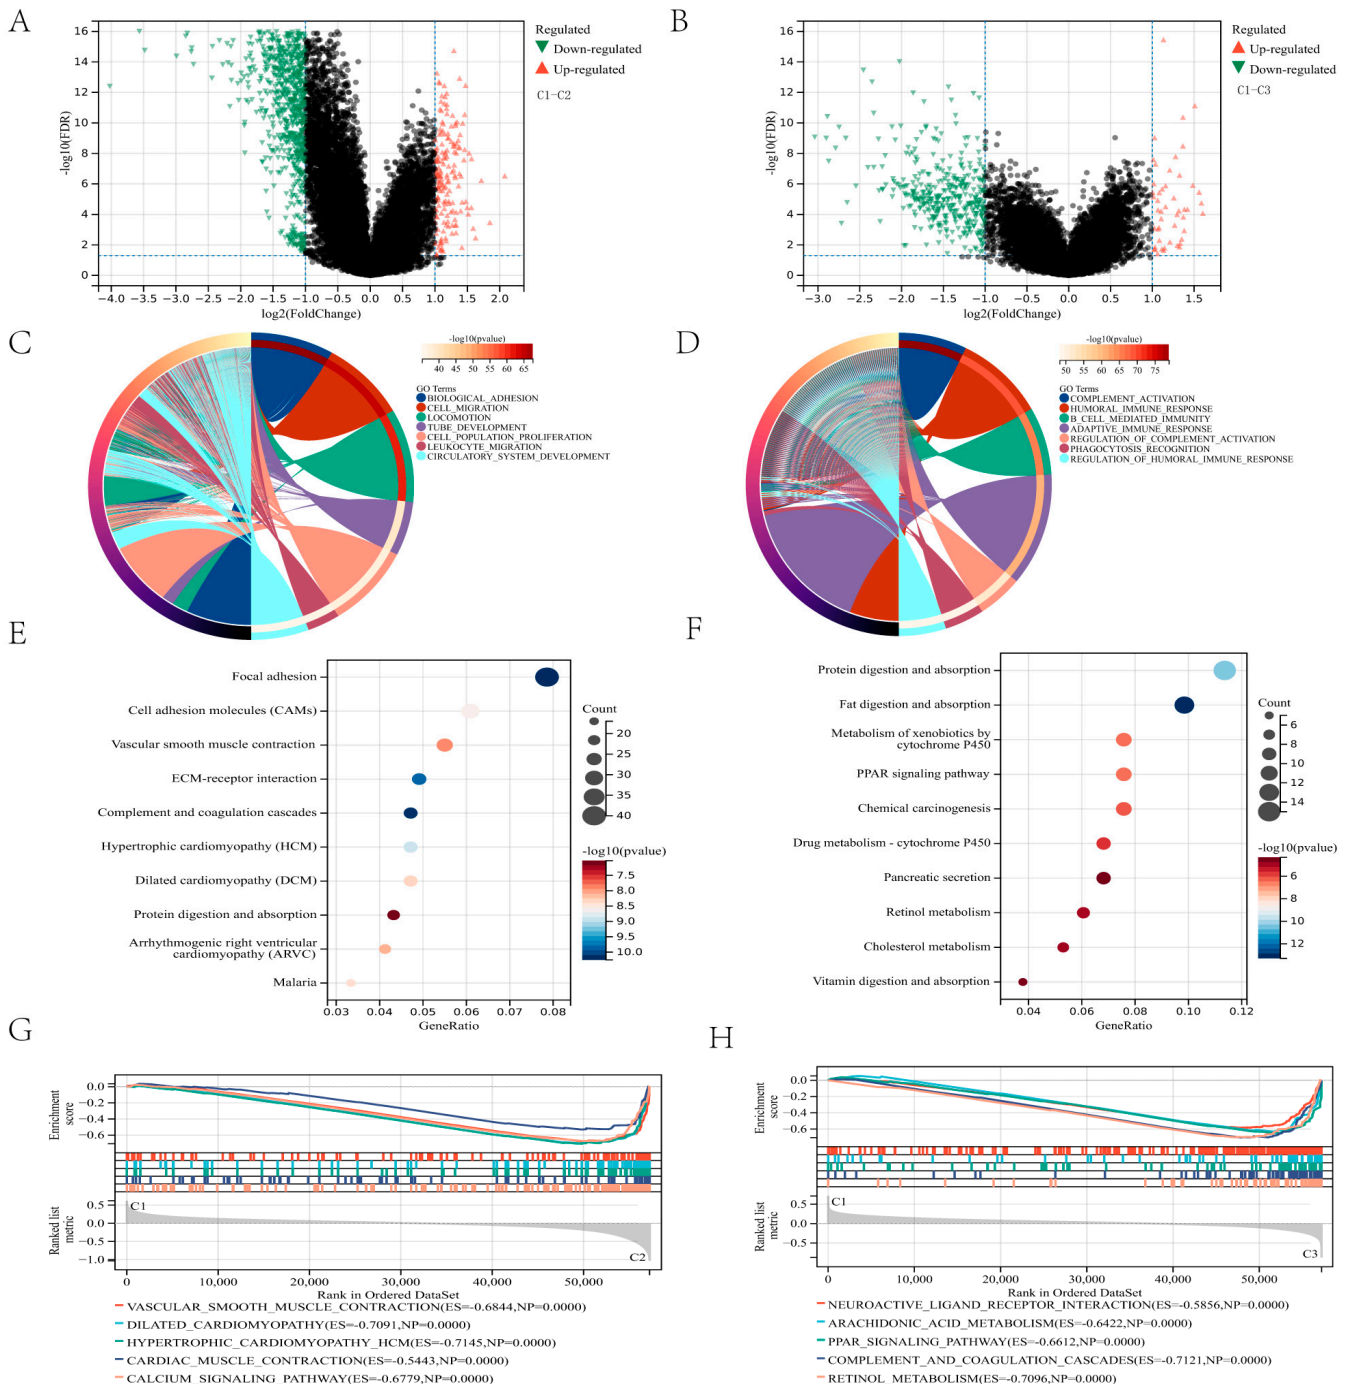 A
16
14
12
10
8
6
4
2
0
-log10(FDR)
−4.0 −3.5 −3.0 −2.5 −2.0 −1.5 −1.0 −0.5 0.0 0.5 1.0 1.5 2.0
log2(FoldChange)
Regulated
Down-regulated
Up-regulated
C1-C2
B
16
14
12
10
8
6
4
2
0
-log10(FDR)
−3.0 −2.5 −2.0 −1.5 −1.0 −0.5 0.0 0.5 1.0 1.5
log2(FoldChange)
Regulated
Up-regulated
Down-regulated
C1-C3
C
-log10(pvalue)
40 45 50 55 60 65
GO Terms
BIOLOGICAL_ADHESION
CELL_MIGRATION
LOCOMOTION
TUBE_DEVELOPMENT
CELL_POPULATION_PROLIFERATION
LEUKOCYTE_MIGRATION
CIRCULATORY_SYSTEM_DEVELOPMENT
D
-log10(pvalue)
50 55 60 65 70 75
GO Terms
COMPLEMENT_ACTIVATION
HUMORAL_IMMUNE_RESPONSE
B_CELL_MEDIATED_IMMUNITY
ADAPTIVE_IMMUNE_RESPONSE
REGULATION_OF_COMPLEMENT_ACTIVATION
PHAGOCYTOSIS_RECOGNITION
REGULATION_OF_HUMORAL_IMMUNE_RESPONSE
E
Focal adhesion
Cell adhesion molecules (CAMs)
Vascular smooth muscle contraction
ECM-receptor interaction
Complement and coagulation cascades
Hypertrophic cardiomyopathy (HCM)
Dilated cardiomyopathy (DCM)
Protein digestion and absorption
Arrhythmogenic right ventricular
cardiomyopathy (ARVC)
Malaria
0.03 0.04 0.05 0.06 0.07 0.08
GeneRatio
Count
20
25
30
35
40
-log10(pvalue)
7.5
8.0
8.5
9.0
9.5
10.0
F
Protein digestion and absorption
Fat digestion and absorption
Metabolism of xenobiotics by
cytochrome P450
PPAR signaling pathway
Chemical carcinogenesis
Drug metabolism - cytochrome P450
Pancreatic secretion
Retinol metabolism
Cholesterol metabolism
Vitamin digestion and absorption
0.04 0.06 0.08 0.10 0.12
GeneRatio
Count
6
8
10
12
14
-log10(pvalue)
6
8
10
12
G
Enrichment
score
0.0
−0.2
−0.4
−0.6
Ranked list
metric
0.5
0.0
−0.5
−1.0
C1
C2
0 10,000 20,000 30,000 40,000 50,000
Rank in Ordered DataSet
VASCULAR_SMOOTH_MUSCLE_CONTRACTION(ES=-0.6844,NP=0.0000)
DILATED_CARDIOMYOPATHY(ES=-0.7091,NP=0.0000)
HYPERTROPHIC_CARDIOMYOPATHY_HCM(ES=-0.7145,NP=0.0000)
CARDIAC_MUSCLE_CONTRACTION(ES=-0.5443,NP=0.0000)
CALCIUM_SIGNALING_PATHWAY(ES=-0.6779,NP=0.0000)
H
Enrichment
score
0.0
−0.2
−0.4
−0.6
Ranked list
metric
0.5
0.0
−0.5
C1
C3
0 10,000 20,000 30,000 40,000 50,000
Rank in Ordered DataSet
NEUROACTIVE_LIGAND_RECEPTOR_INTERACTION(ES=-0.5856,NP=0.0000)
ARACHIDONIC_ACID_METABOLISM(ES=-0.6422,NP=0.0000)
PPAR_SIGNALING_PATHWAY(ES=-0.6612,NP=0.0000)
COMPLEMENT_AND_COAGULATION_CASCADES(ES=-0.7121,NP=0.0000)
RETINOL_METABOLISM(ES=-0.7096,NP=0.0000)